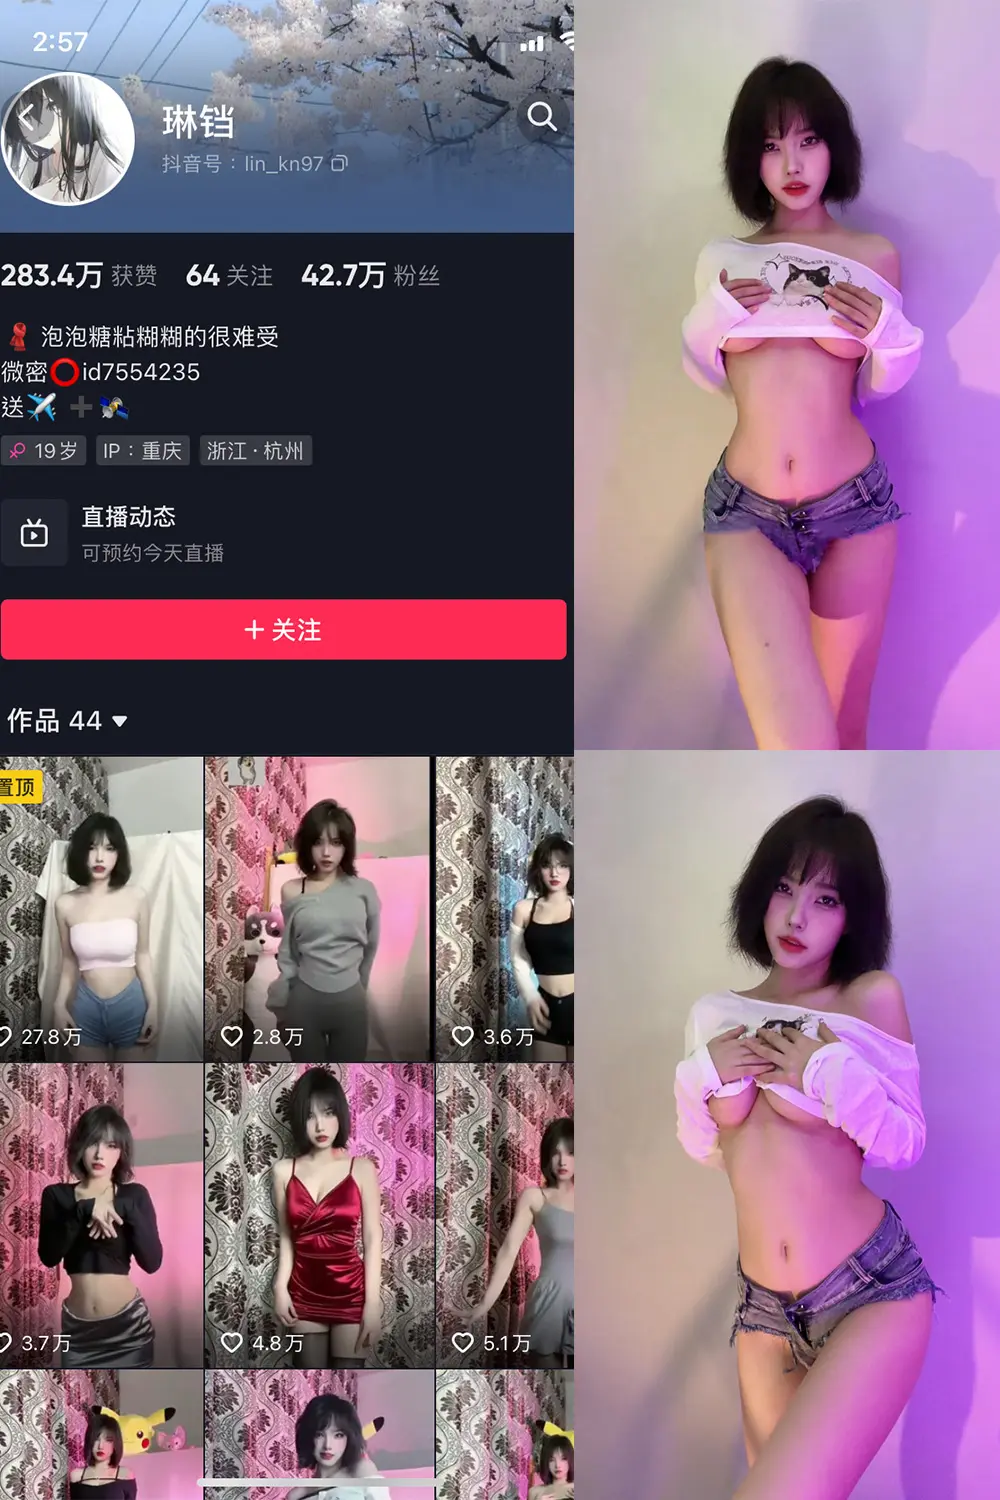 2:57
琳铛
抖音号：lin_kn97
283.4万 获赞 64 关注 42.7万 粉丝
泡泡糖粘糊糊的很难受
微密⭕id7554235
送✈️➕🛰️
19岁 IP：重庆 浙江·杭州
直播动态
可预约今天直播
＋关注
作品 44
置顶
27.8万 2.8万 3.6万
3.7万 4.8万 5.1万